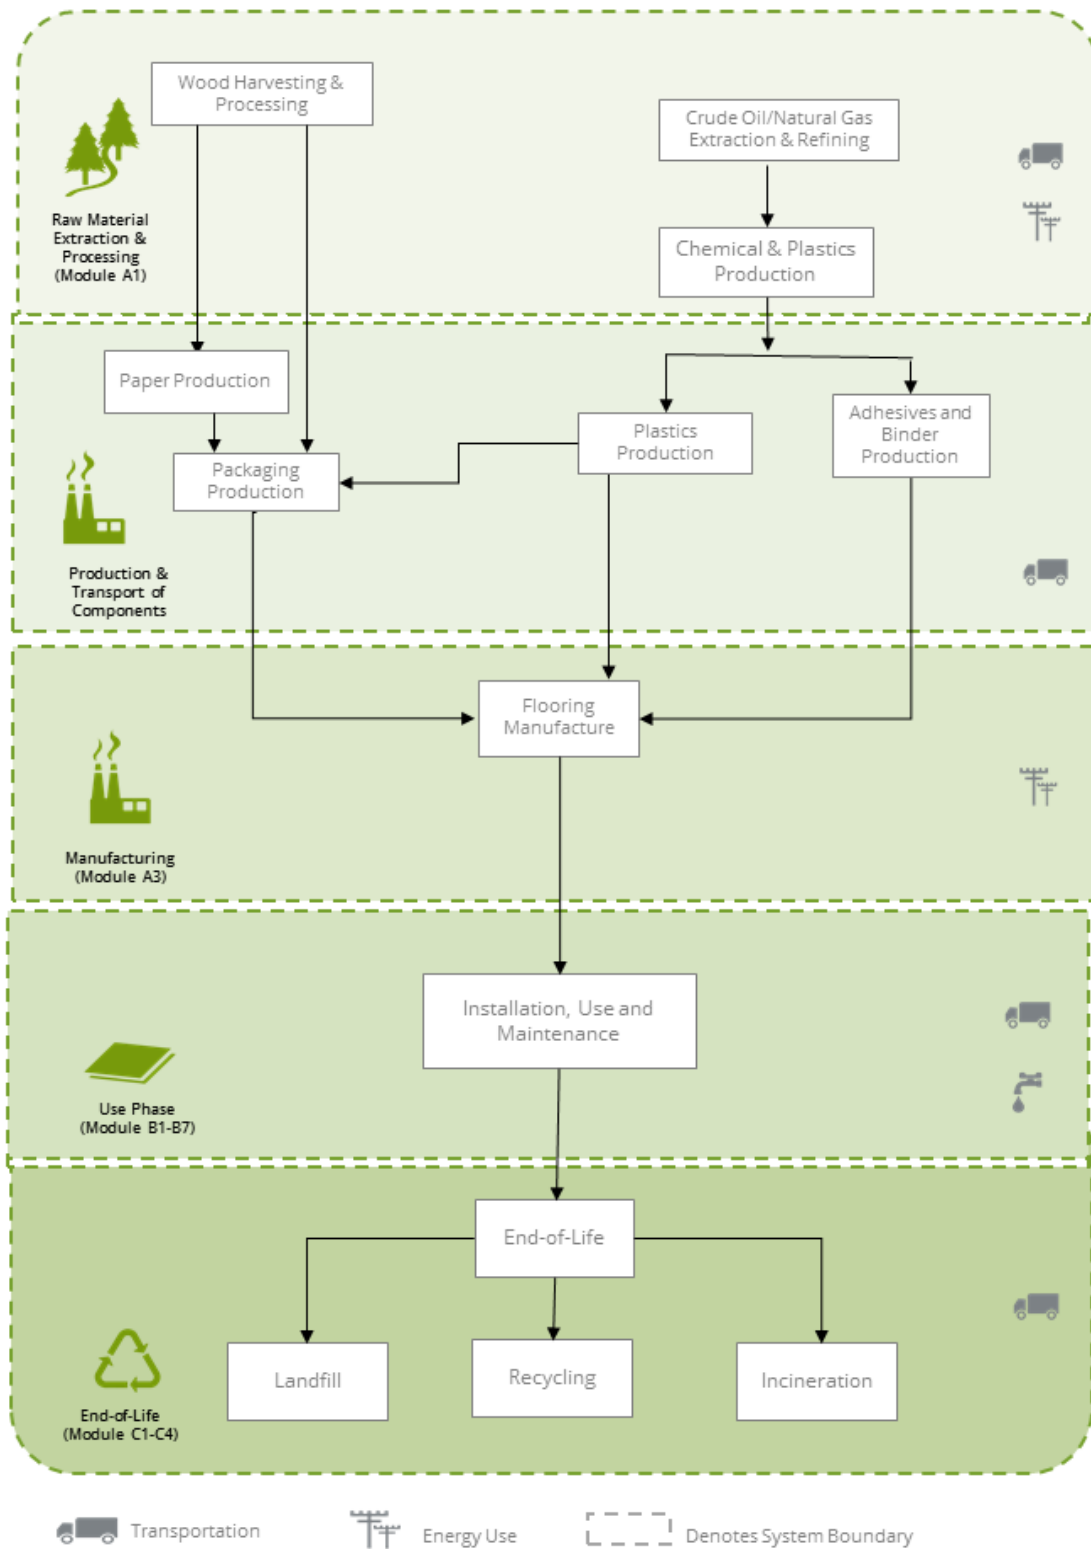 Wood Harvesting &
Processing
Crude Oil/Natural Gas
Extraction & Refining
Raw Material
Extraction &
Processing
(Module A1)
Chemical & Plastics
Production
Paper Production
Plastics
Production
Adhesives and
Binder
Production
Packaging
Production
Production &
Transport of
Components
Flooring
Manufacture
Manufacturing
(Module A3)
Installation, Use and
Maintenance
Use Phase
(Module B1-B7)
End-of-Life
Landfill
Recycling
Incineration
End-of-Life
(Module C1-C4)
Transportation
Energy Use
Denotes System Boundary